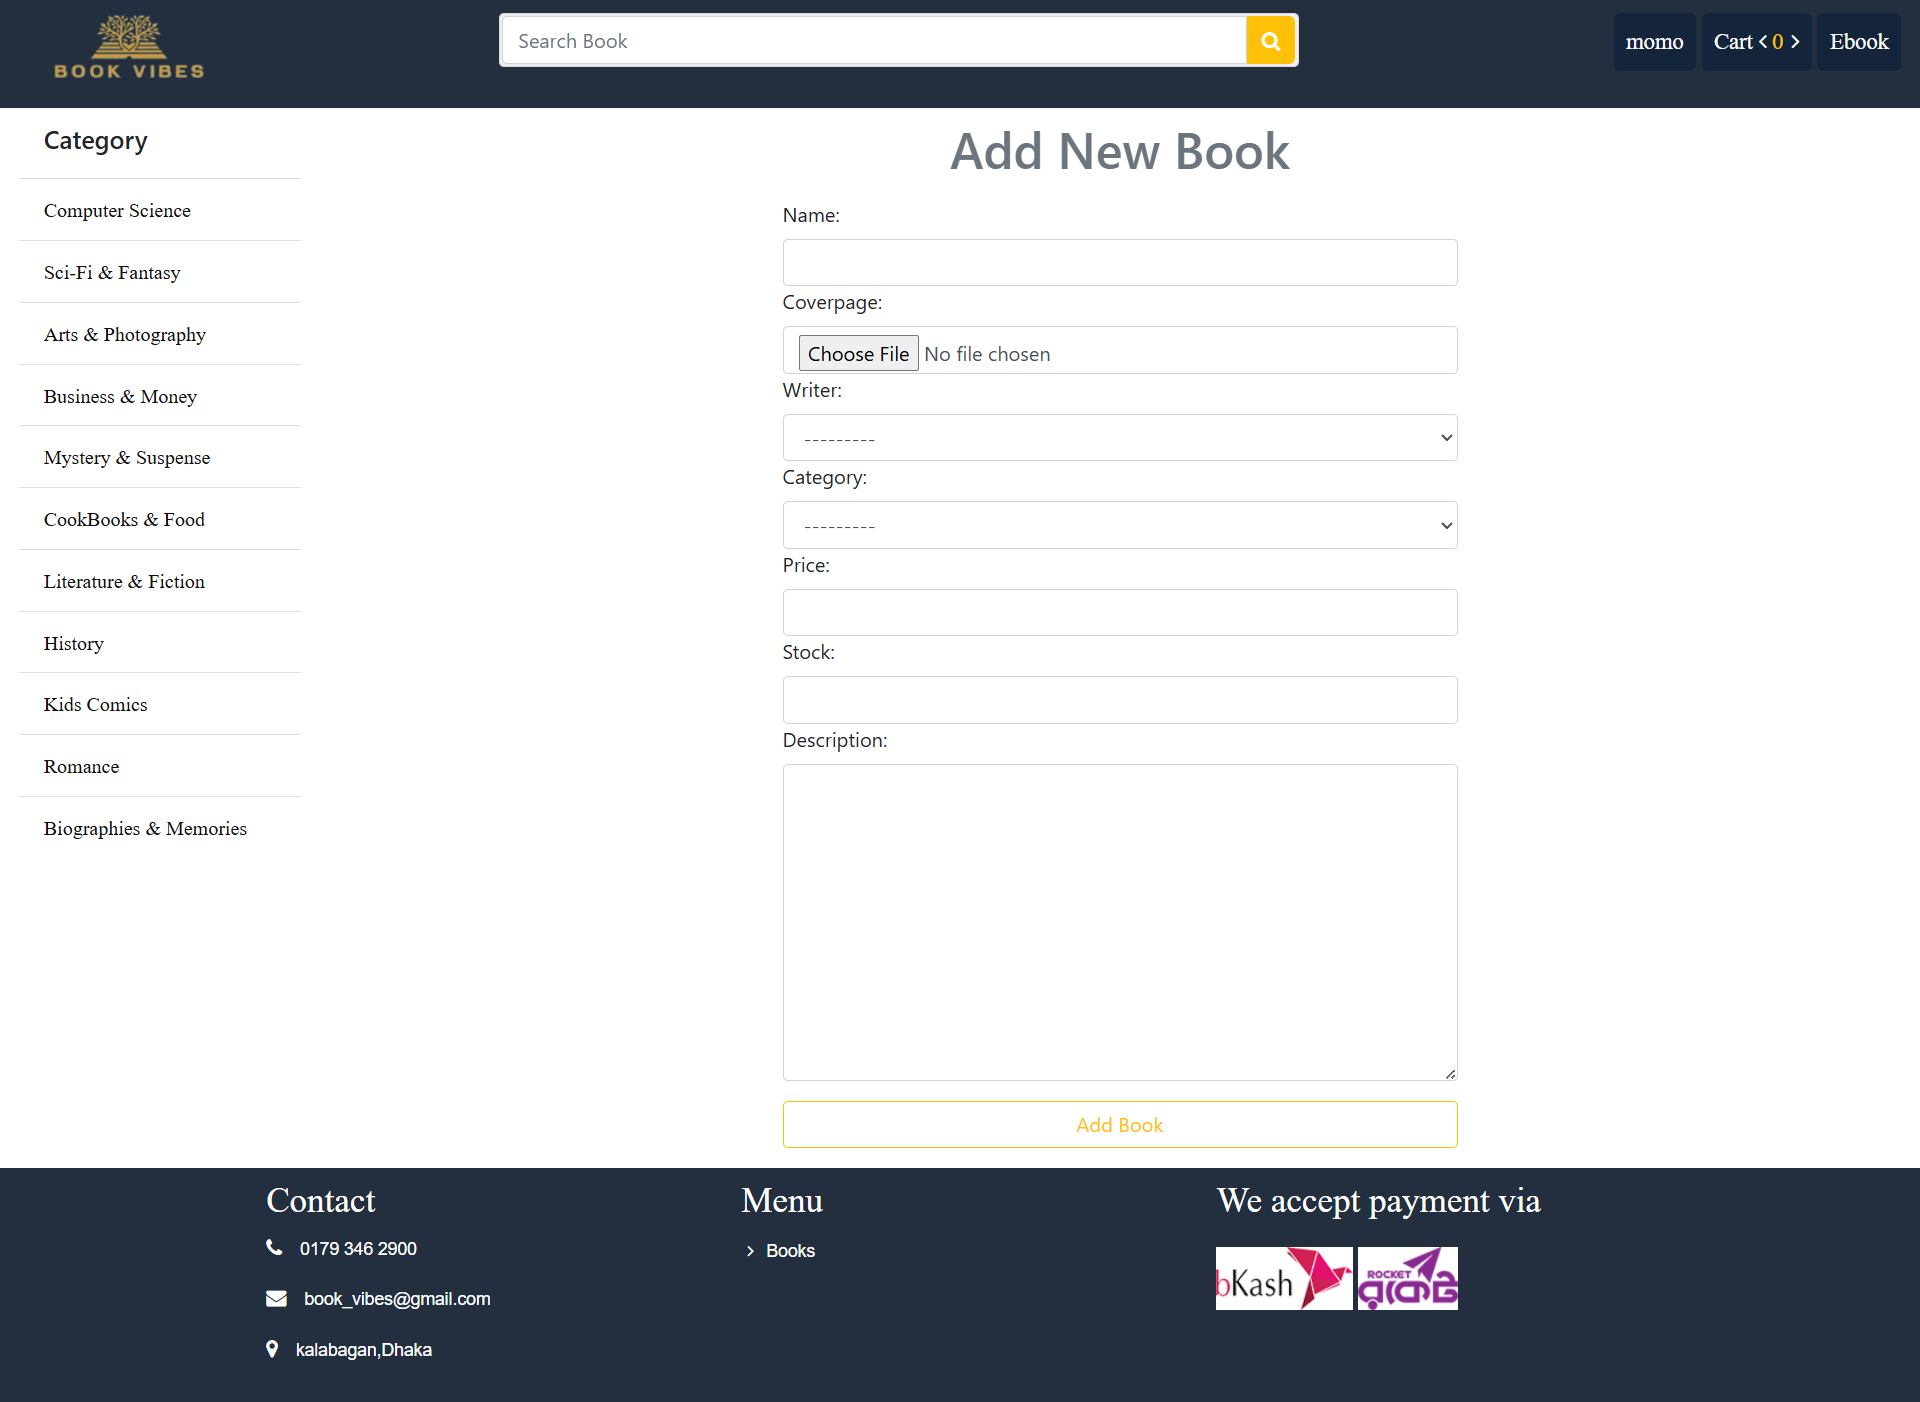 BOOK VIBES
Search Book
momo
Cart < 0 >
Ebook
Category
Computer Science
Sci-Fi & Fantasy
Arts & Photography
Business & Money
Mystery & Suspense
CookBooks & Food
Literature & Fiction
History
Kids Comics
Romance
Biographies & Memories
Add New Book
Name:
Coverpage:
Choose File No file chosen
Writer:
---------
Category:
---------
Price:
Stock:
Description:
Add Book
Contact
0179 346 2900
book_vibes@gmail.com
kalabagan,Dhaka
Menu
> Books
We accept payment via
bKash
ROCKET
রকেট